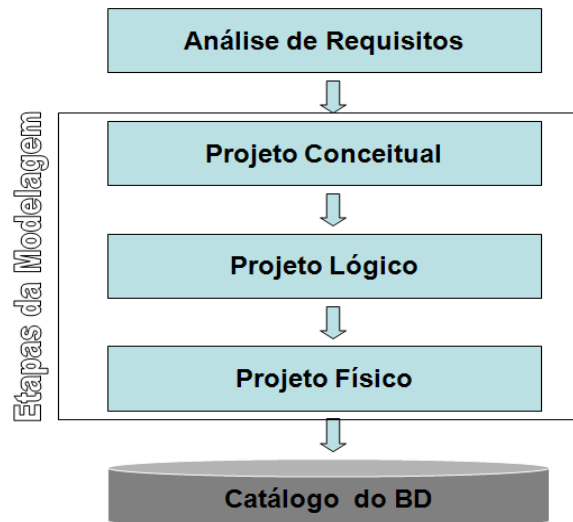 Análise de Requisitos
Etapas da Modelagem
Projeto Conceitual
Projeto Lógico
Projeto Físico
Catálogo do BD